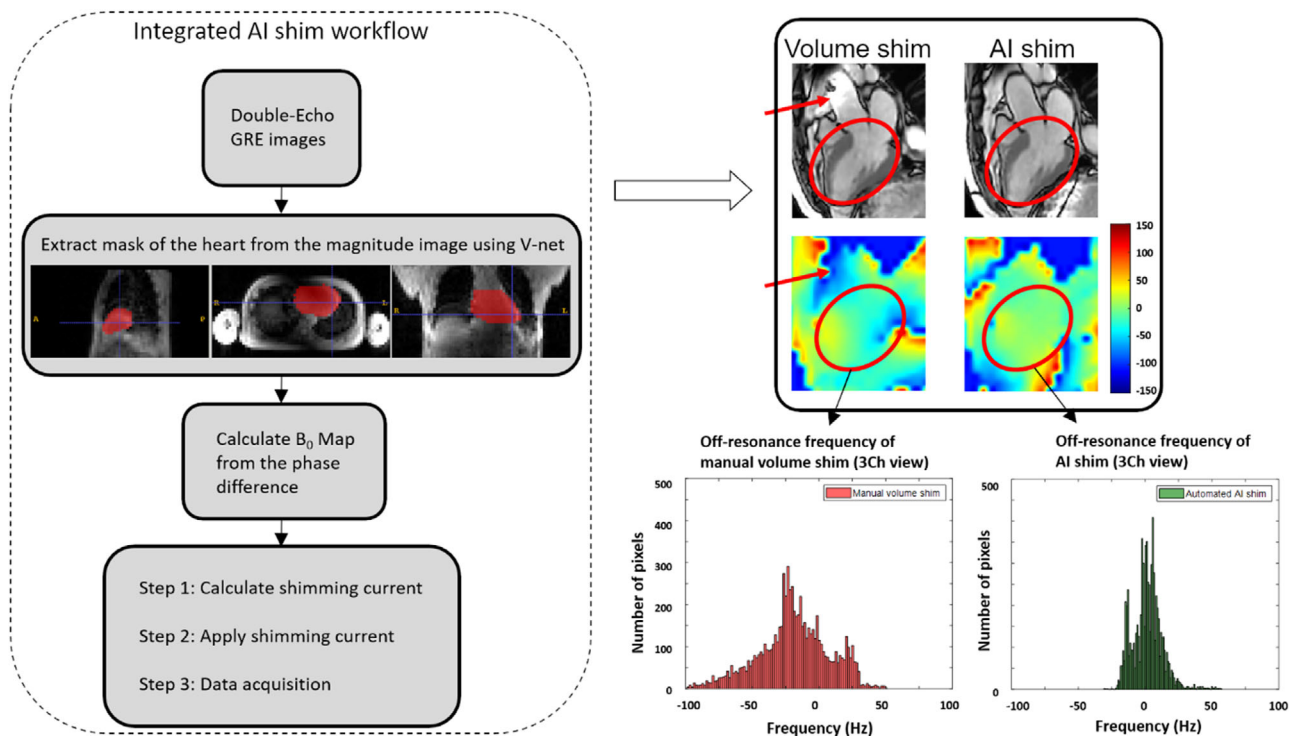 Integrated AI shim workflow
Double-Echo
GRE images
Extract mask of the heart from the magnitude image using V-net
A
P
R
L
R
L
Calculate B₀ Map
from the phase
difference
Step 1: Calculate shimming current
Step 2: Apply shimming current
Step 3: Data acquisition
Volume shim
AI shim
150
100
50
0
-50
-100
-150
Off-resonance frequency of
manual volume shim (3Ch view)
Manual volume shim
Number of pixels
500
400
300
200
100
0
-100
-50
0
50
100
Frequency (Hz)
Off-resonance frequency of
AI shim (3Ch view)
Automated AI shim
Number of pixels
500
0
-100
-50
0
50
100
Frequency (Hz)